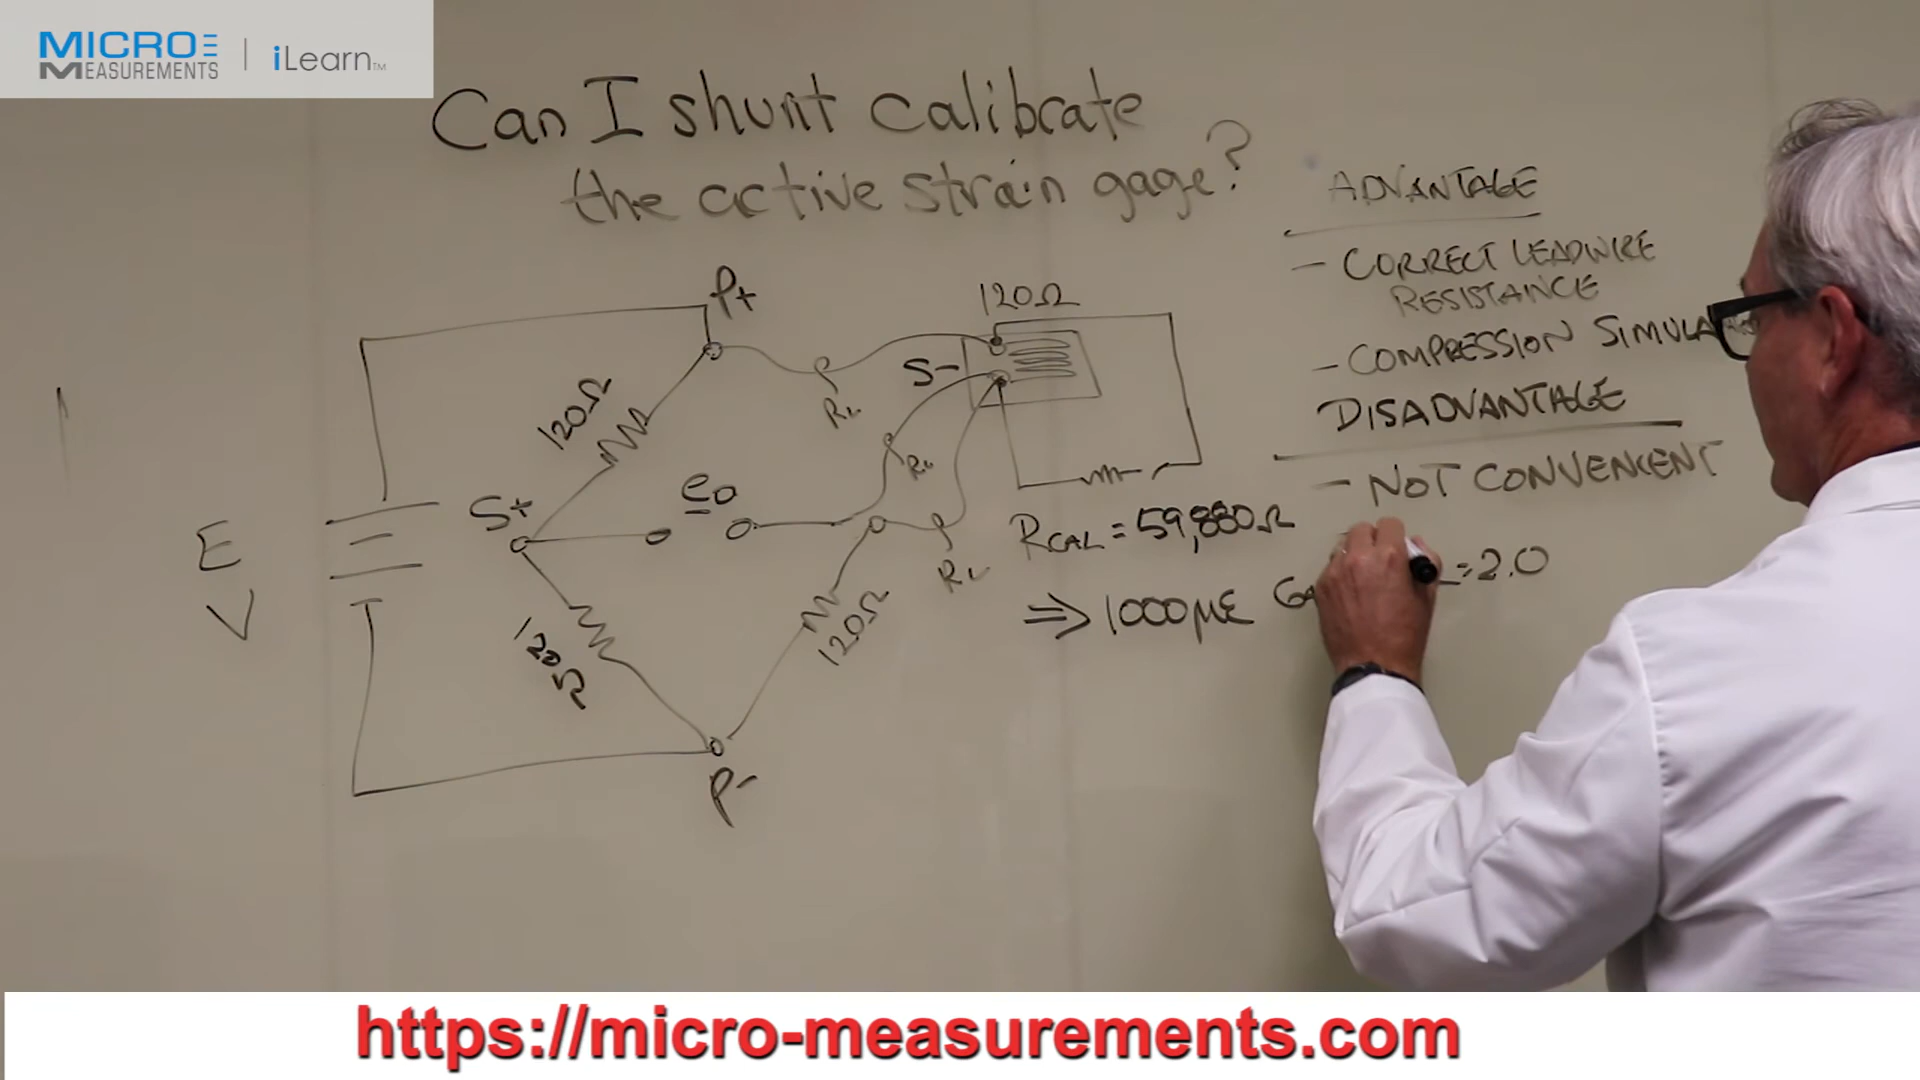 MICRO
MEASUREMENTS
iLearn™
Can I shunt calibrate
the active strain gage?
ADVANTAGE
- CORRECT LEADWIRE
RESISTANCE
- COMPRESSION SIMULA
DISADVANTAGE
- NOT CONVENIENT
P+
120Ω
120Ω
S-
RL
RL
eo
S+
E
V
RCAL = 59,880Ω
RL
=2.0
⇒ 1000µε
120Ω
120Ω
P-
https://micro-measurements.com